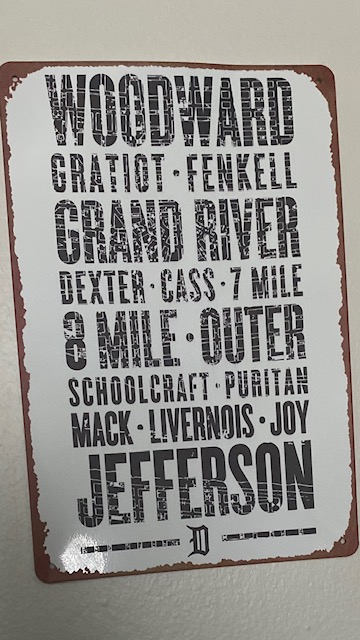 WOODWARD
GRATIOT · FENKELL
GRAND RIVER
DEXTER · CASS · 7 MILE
8 MILE · OUTER
SCHOOLCRAFT · PURITAN
MACK · LIVERNOIS · JOY
JEFFERSON
D